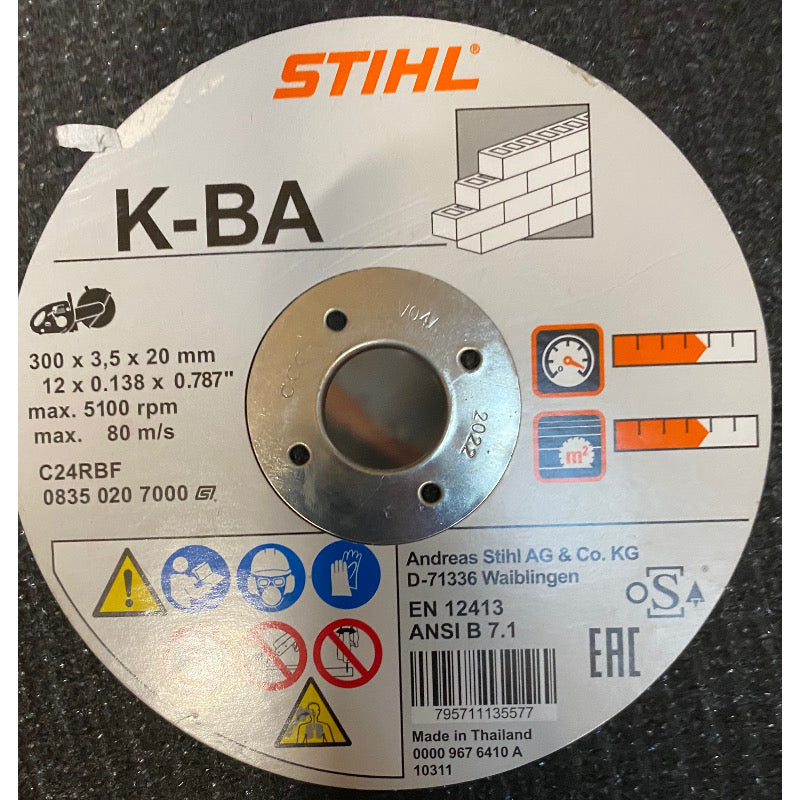 STIHL®
K-BA
300 x 3,5 x 20 mm
12 x 0.138 x 0.787"
max. 5100 rpm
max. 80 m/s
C24RBF
0835 020 7000
V04/
2022
m²
Andreas Stihl AG & Co. KG
D-71336 Waiblingen
EN 12413
ANSI B 7.1
oSa
EAC
795711135577
Made in Thailand
0000 967 6410 A
10311